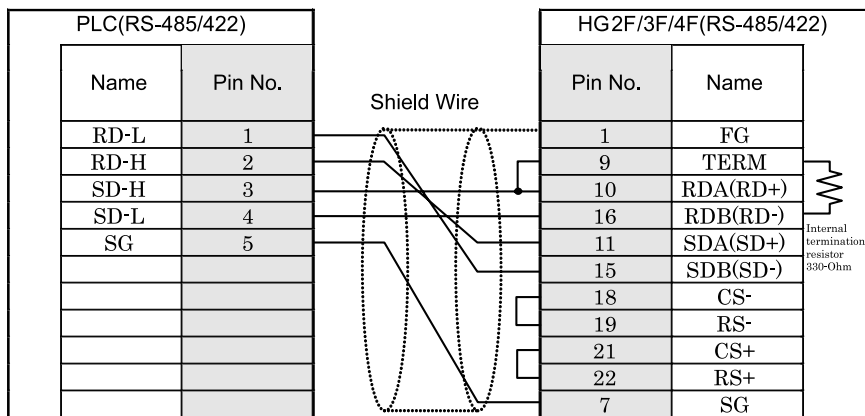 PLC(RS-485/422) HG2F/3F/4F(RS-485/422)
Name Pin No. Pin No. Name
Shield Wire
RD-L 1 1 FG
RD-H 2 9 TERM
SD-H 3 10 RDA(RD+)
SD-L 4 16 RDB(RD-)
SG 5 11 SDA(SD+)
15 SDB(SD-)
18 CS-
19 RS-
21 CS+
22 RS+
7 SG
Internal
termination
resistor
330-Ohm